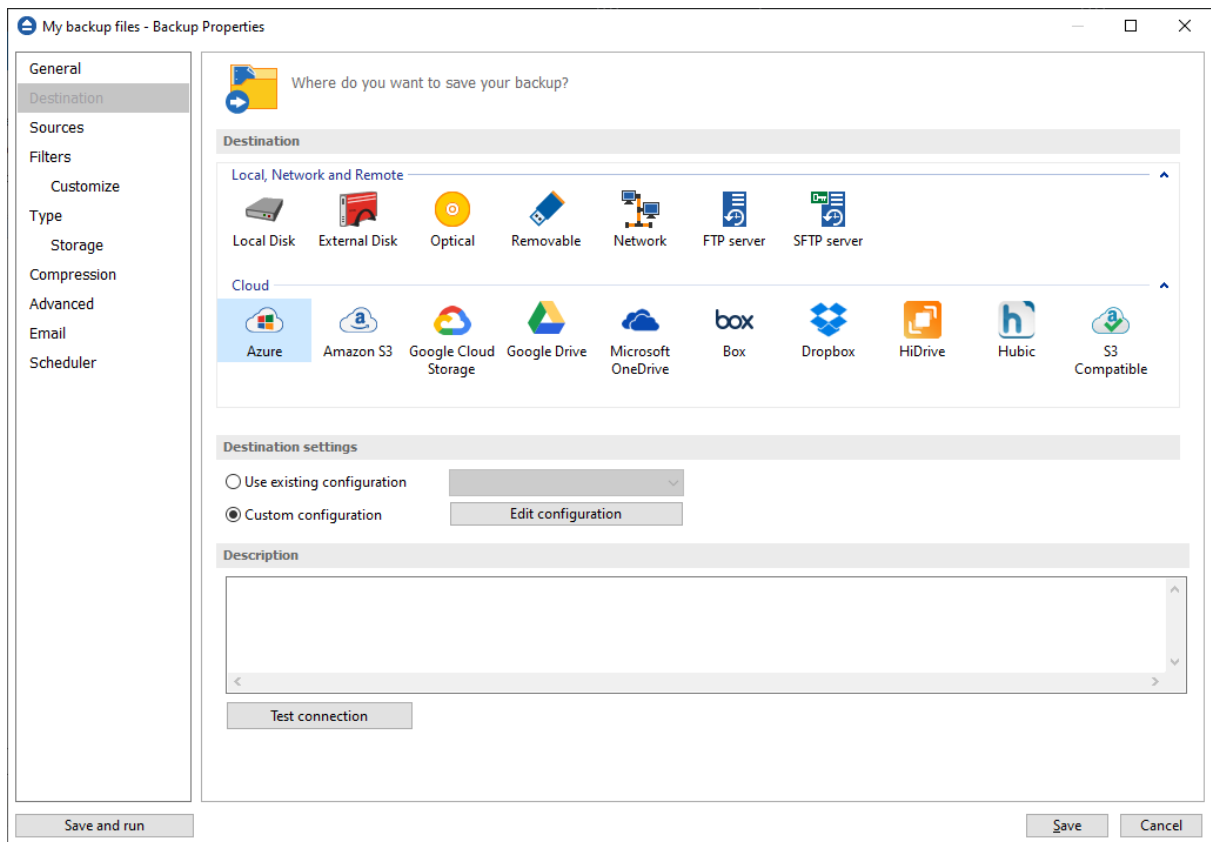 My backup files - Backup Properties
General
Destination
Sources
Filters
Customize
Type
Storage
Compression
Advanced
Email
Scheduler
Where do you want to save your backup?
Destination
Local, Network and Remote
Local Disk External Disk Optical Removable Network FTP server SFTP server
Cloud
box
Azure Amazon S3 Google Cloud Storage Google Drive Microsoft OneDrive Box Dropbox HiDrive Hubic S3 Compatible
Destination settings
Use existing configuration
Custom configuration Edit configuration
Description
Test connection
Save and run Save Cancel